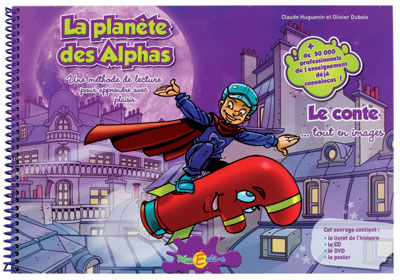 Claude Huguenin et Olivier Dubois
La planète
des Alphas
Une méthode de lecture
pour apprendre avec
plaisir
+
de 50 000
professionnels
de l'enseignement
déjà
convaincus !
Le conte
... tout en images
Cet ouvrage contient :
le livret de l'histoire
le CD
le DVD
le poster